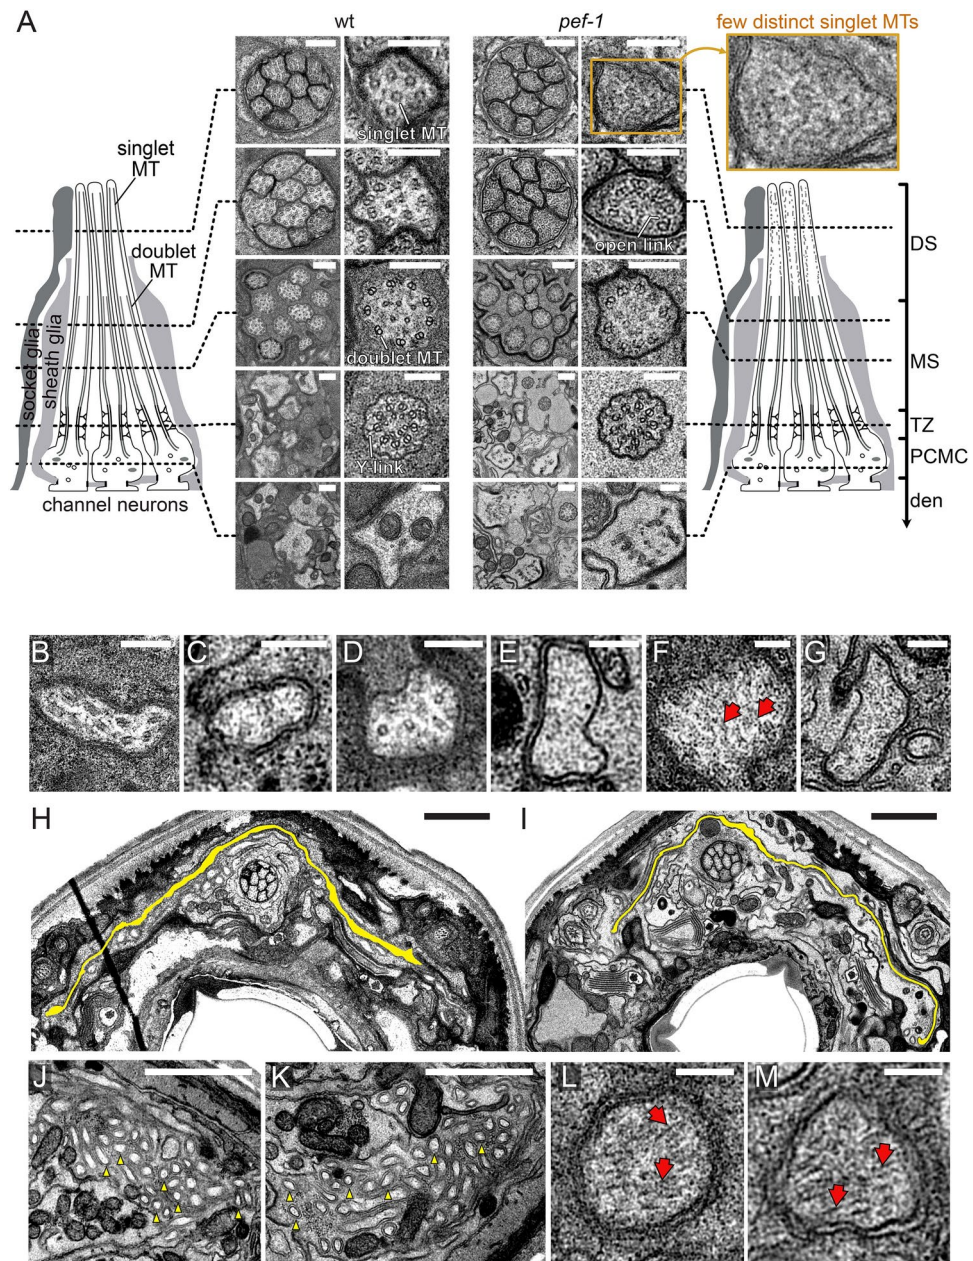 A
wt
pef-1
few distinct singlet MTs
singlet MT
open link
doublet MT
Y-link
singlet
MT
doublet
MT
socket glia
sheath glia
channel neurons
DS
MS
TZ
PCMC
den
B
C
D
E
F
G
H
I
J
K
L
M